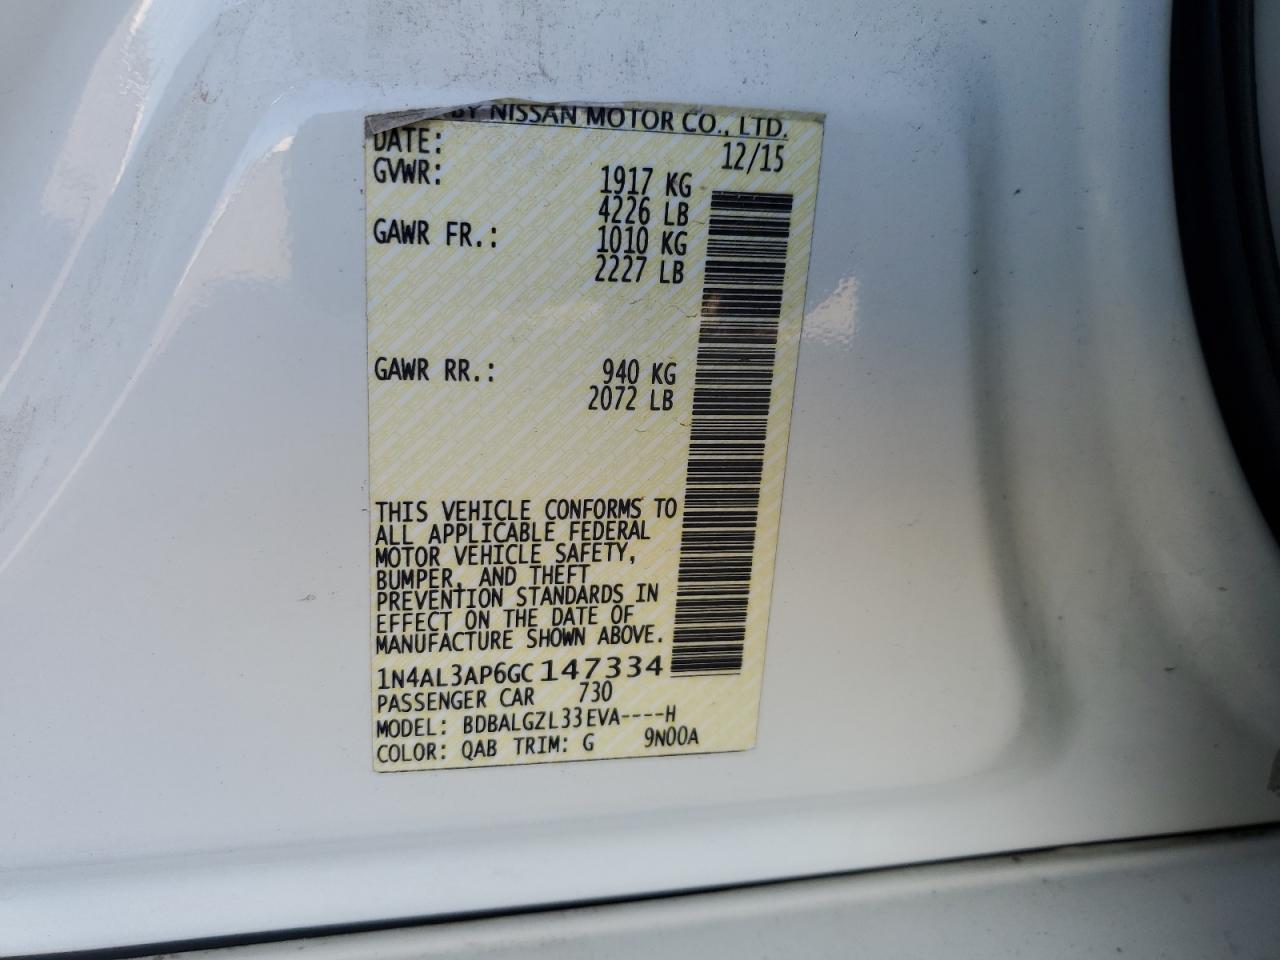 BY NISSAN MOTOR CO., LTD.
DATE: 12/15
GVWR: 1917 KG
4226 LB
GAWR FR.: 1010 KG
2227 LB
GAWR RR.: 940 KG
2072 LB
THIS VEHICLE CONFORMS TO
ALL APPLICABLE FEDERAL
MOTOR VEHICLE SAFETY,
BUMPER, AND THEFT
PREVENTION STANDARDS IN
EFFECT ON THE DATE OF
MANUFACTURE SHOWN ABOVE.
1N4AL3AP6GC147334
PASSENGER CAR 730
MODEL: BDBALGZL33EVA----H
COLOR: QAB TRIM: G 9N00A